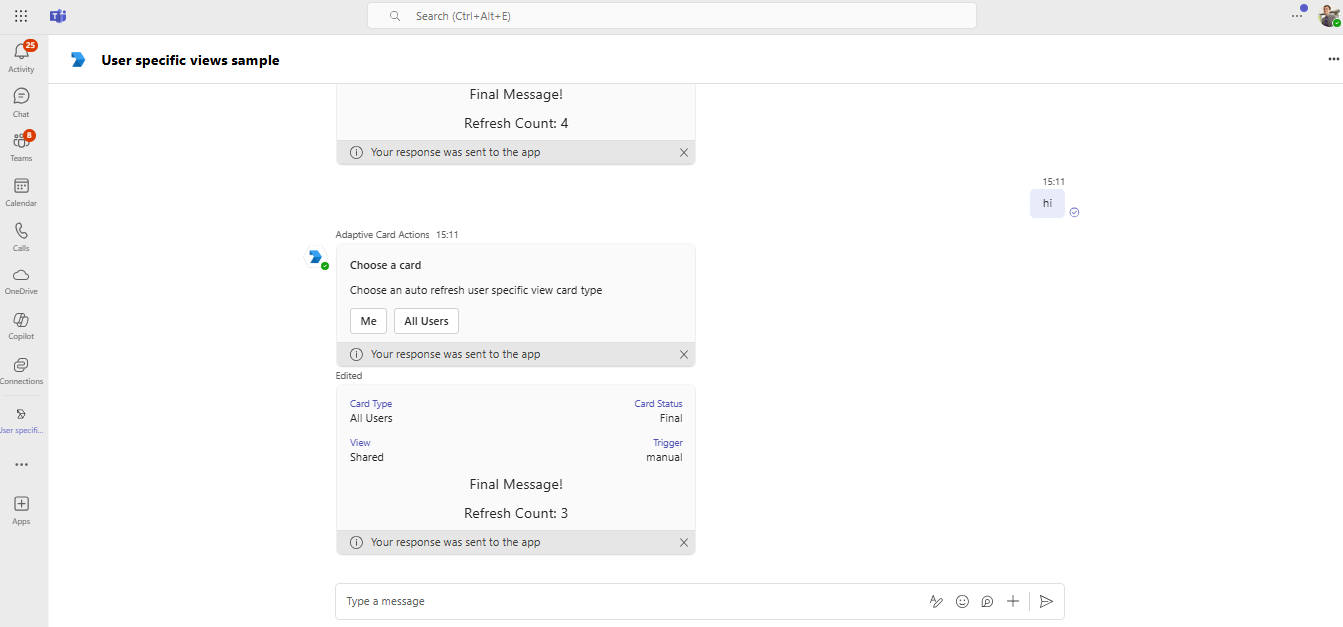 Search (Ctrl+Alt+E)
25
Activity
Chat
8
Teams
Calendar
Calls
OneDrive
Copilot
Connections
User specifi...
Apps
User specific views sample
Final Message!
Refresh Count: 4
Your response was sent to the app
15:11
hi
Adaptive Card Actions 15:11
Choose a card
Choose an auto refresh user specific view card type
Me All Users
Your response was sent to the app
Edited
Card Type Card Status
All Users Final
View Trigger
Shared manual
Final Message!
Refresh Count: 3
Your response was sent to the app
Type a message